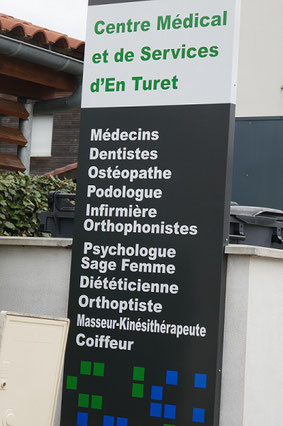 Centre Médical
et de Services
d'En Turet
Médecins
Dentistes
Ostéopathe
Podologue
Infirmière
Orthophonistes
Psychologue
Sage Femme
Diététicienne
Orthoptiste
Masseur-Kinésithérapeute
Coiffeur